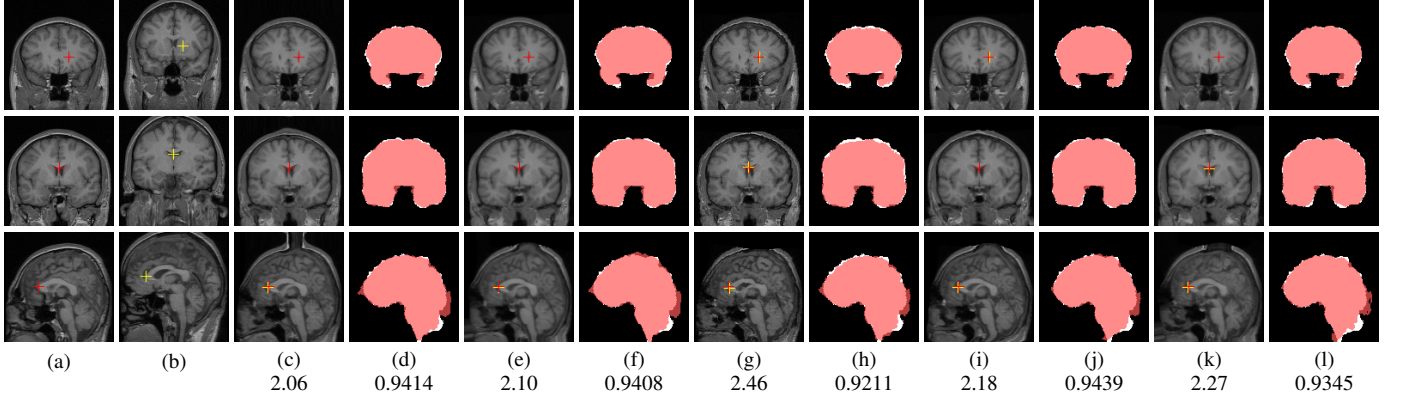 (a) (b) (c) (d) (e) (f) (g) (h) (i) (j) (k) (l)
2.06 0.9414 2.10 0.9408 2.46 0.9211 2.18 0.9439 2.27 0.9345